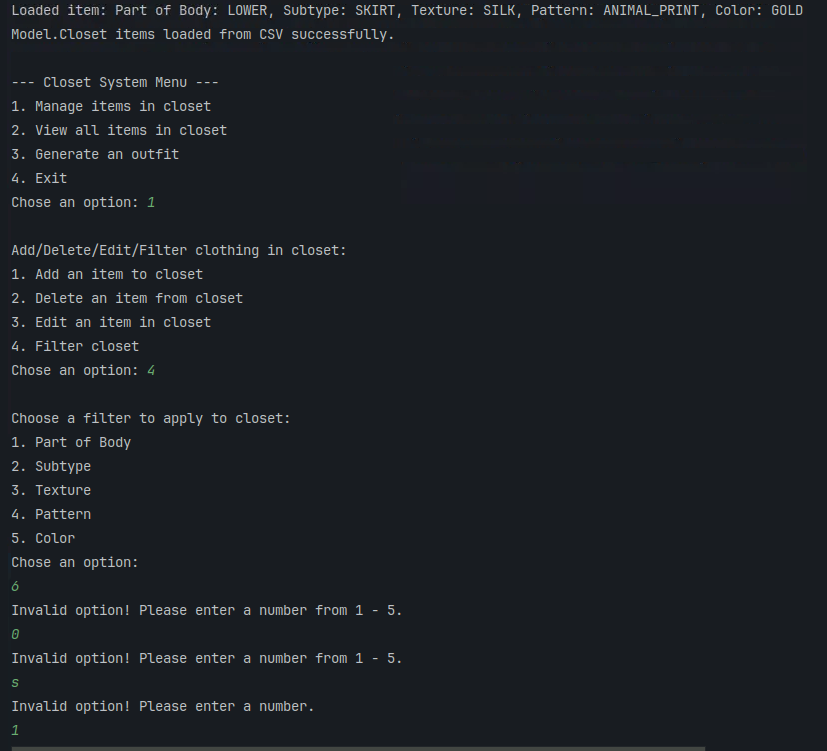 Loaded item: Part of Body: LOWER, Subtype: SKIRT, Texture: SILK, Pattern: ANIMAL_PRINT, Color: GOLD
Model.Closet items loaded from CSV successfully.
--- Closet System Menu ---
1. Manage items in closet
2. View all items in closet
3. Generate an outfit
4. Exit
Chose an option: 1
Add/Delete/Edit/Filter clothing in closet:
1. Add an item to closet
2. Delete an item from closet
3. Edit an item in closet
4. Filter closet
Chose an option: 4
Choose a filter to apply to closet:
1. Part of Body
2. Subtype
3. Texture
4. Pattern
5. Color
Chose an option:
6
Invalid option! Please enter a number from 1 - 5.
0
Invalid option! Please enter a number from 1 - 5.
s
Invalid option! Please enter a number.
1